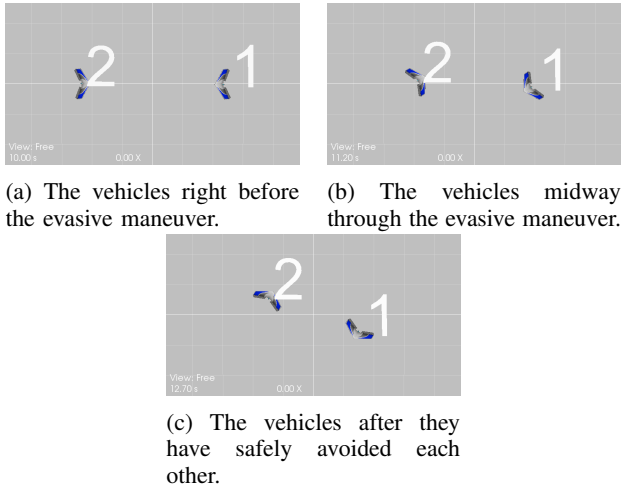 2 1
View: Free
10.00 s 0.00 X
2 1
View: Free
11.20 s 0.00 X
(a) The vehicles right before
the evasive maneuver.
(b) The vehicles midway
through the evasive maneuver.
2 1
View: Free
12.70 s 0.00 X
(c) The vehicles after they
have safely avoided each
other.